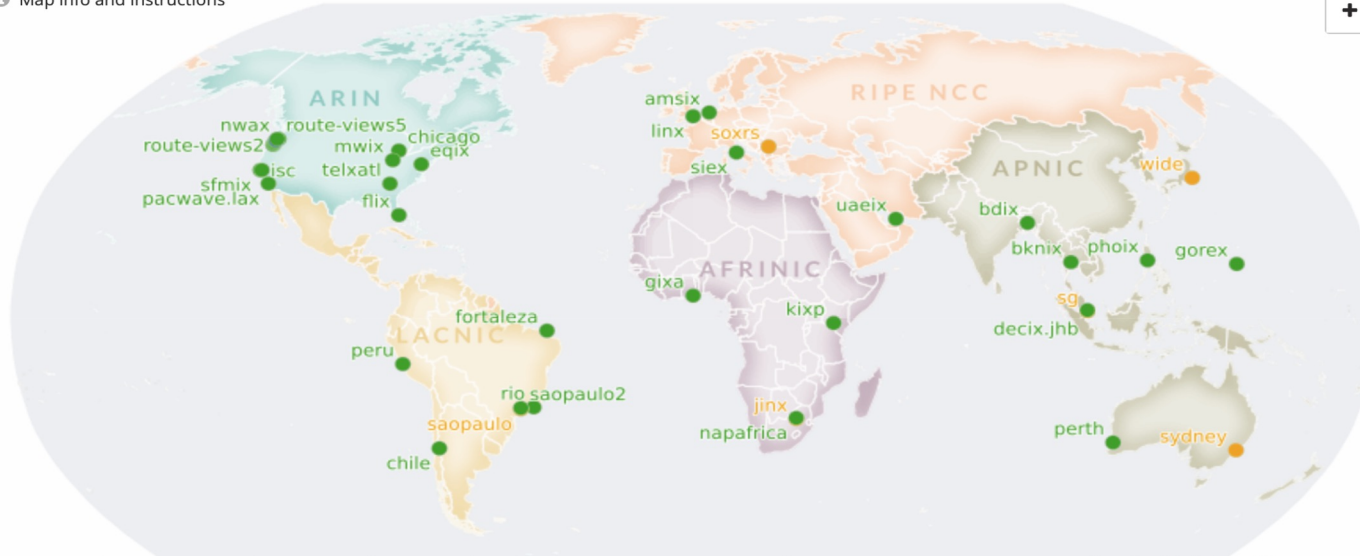 Map info and instructions
+
ARIN
RIPE NCC
amsix
nwax
route-views5
linx
soxrs
chicago
route-views2
mwix
eqix
APNIC
wide
isc
telxatl
siex
sfmix
pacwave.lax
flix
uaeix
bdix
bknix
phoix
gorex
AFRINIC
gixa
sg
kixp
fortaleza
decix.jhb
LACNIC
peru
rio
saopaulo2
jinx
saopaulo
napafrica
perth
sydney
chile